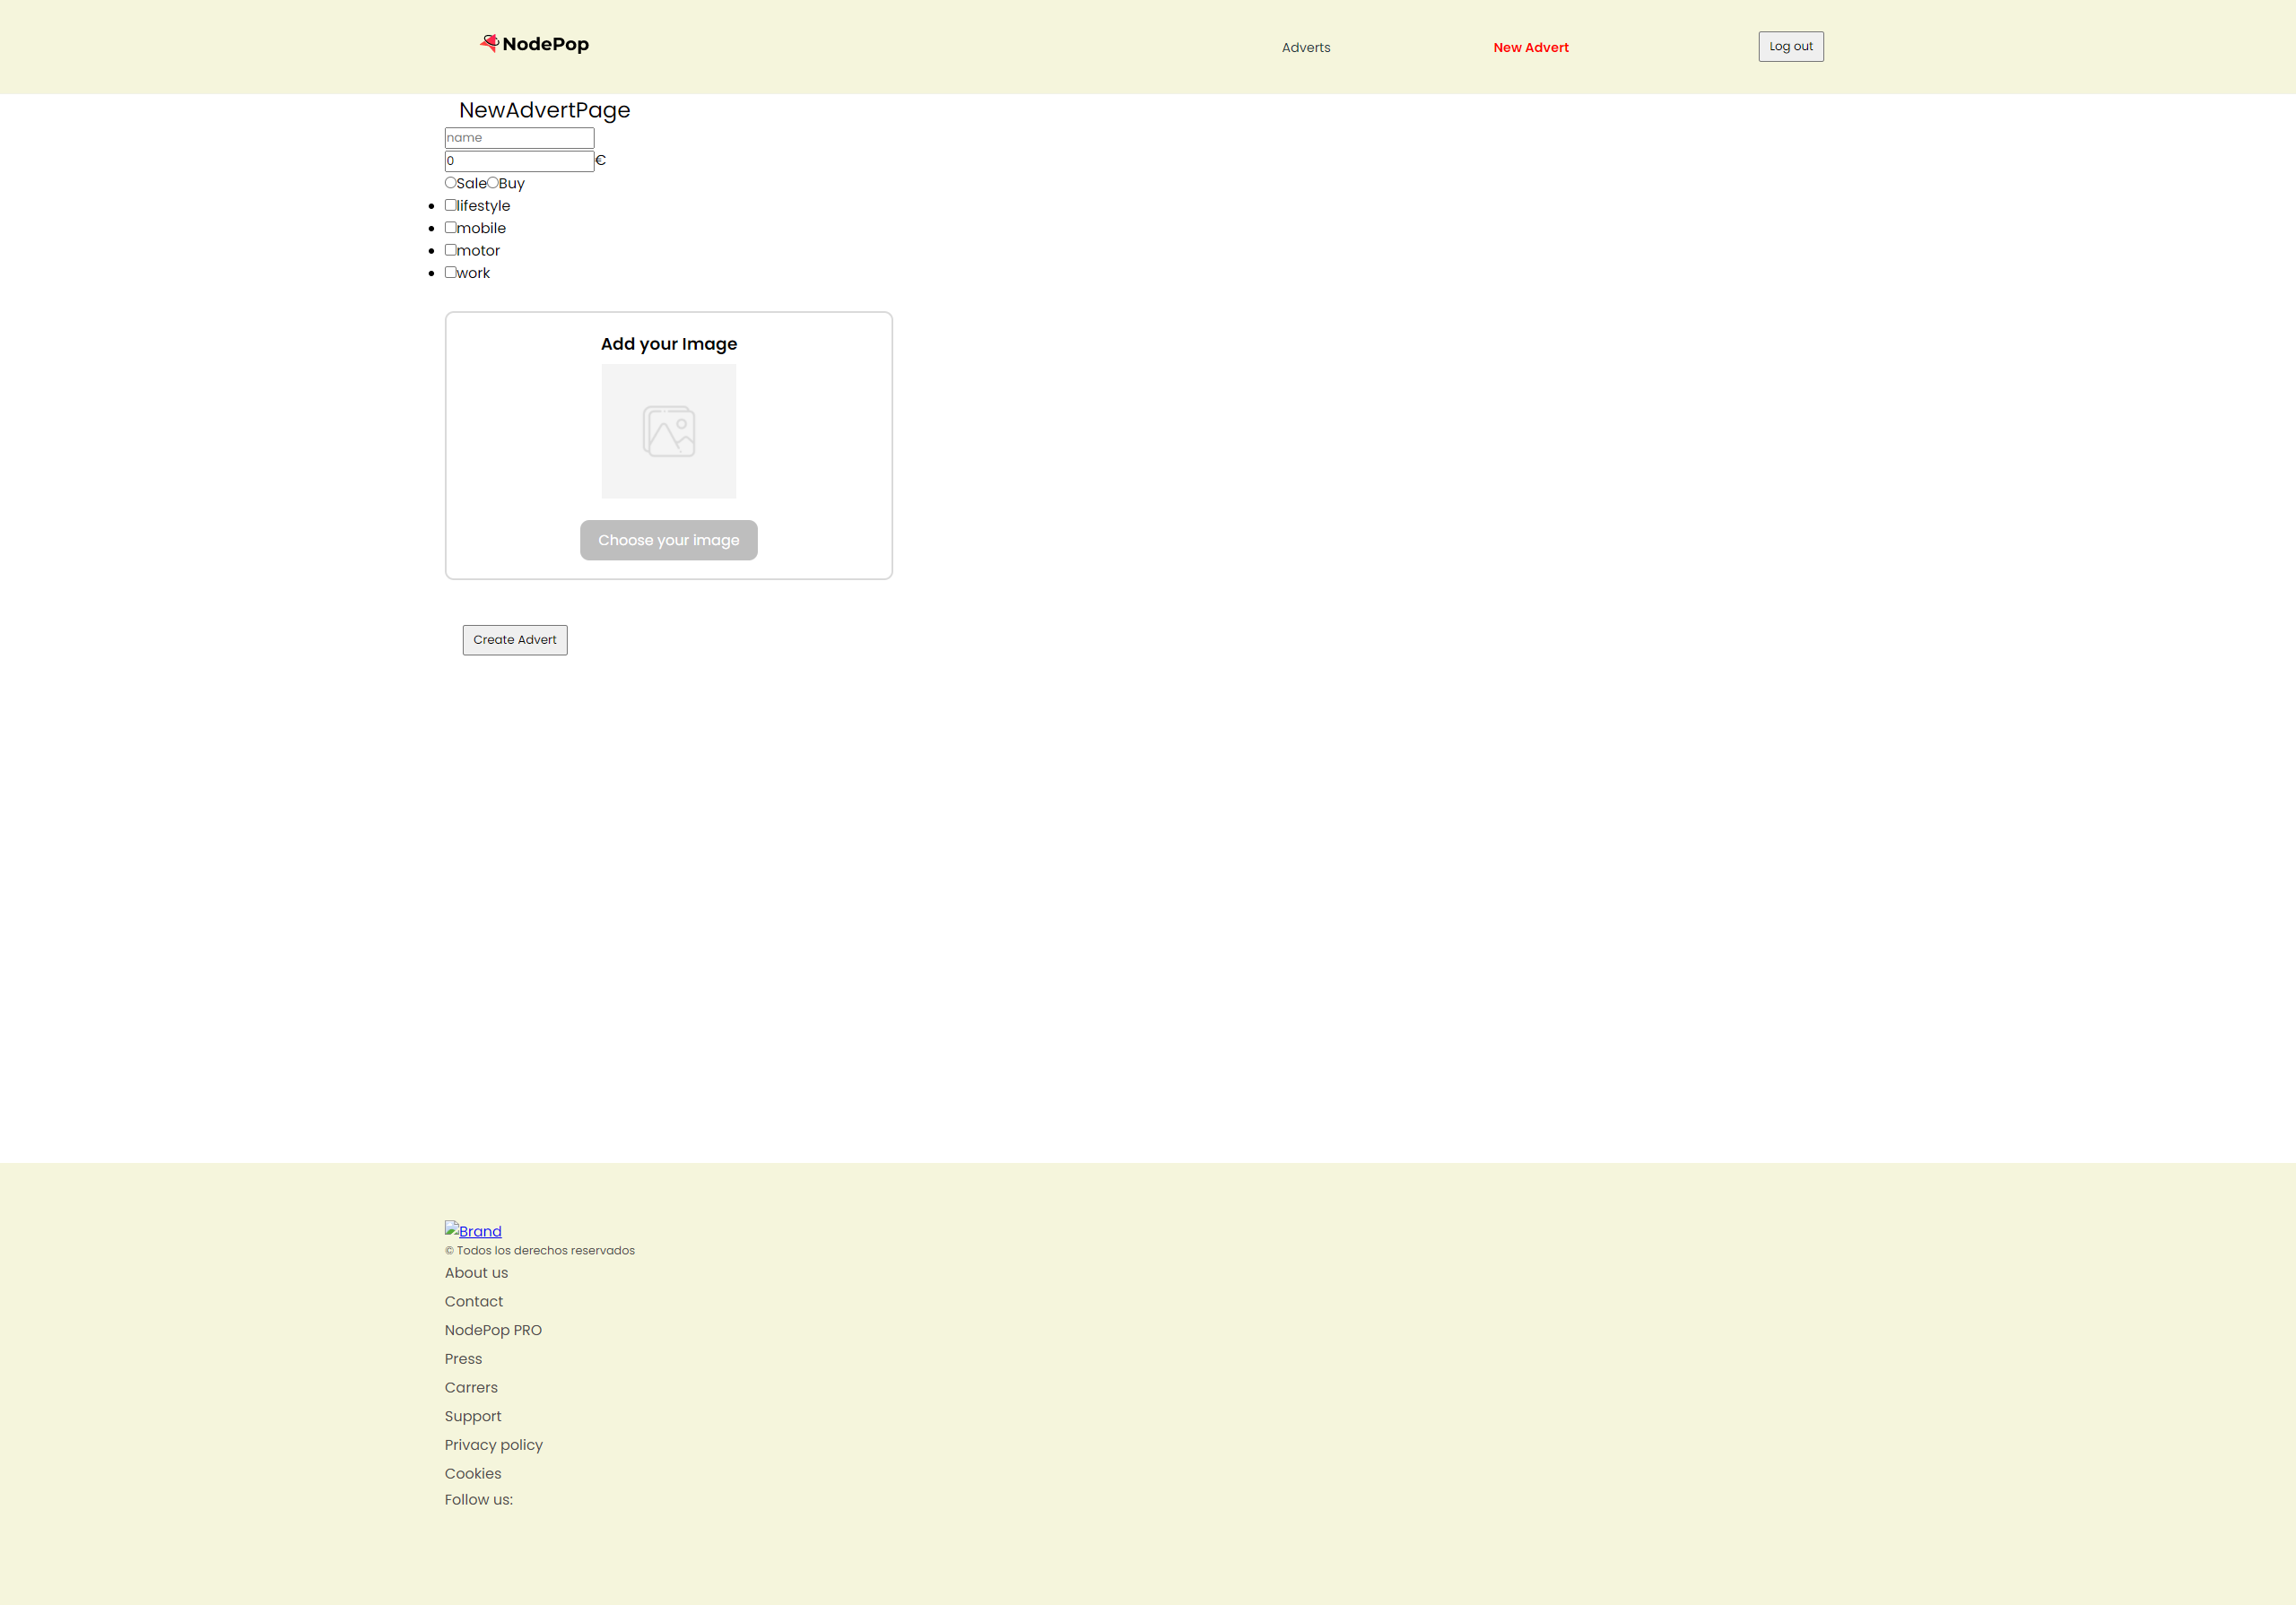 NodePop
Adverts
New Advert
Log out
NewAdvertPage
name
0 €
Sale Buy
lifestyle
mobile
motor
work
Add your Image
Choose your image
Create Advert
Brand
© Todos los derechos reservados
About us
Contact
NodePop PRO
Press
Carrers
Support
Privacy policy
Cookies
Follow us: